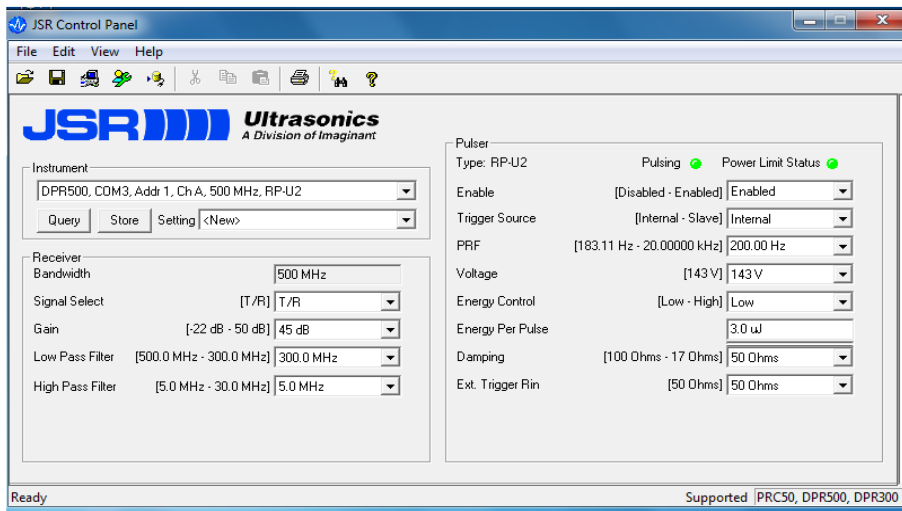 JSR Control Panel
File Edit View Help
JSR Ultrasonics
A Division of Imaginant
Instrument
DPR500, COM3, Addr 1, Ch A, 500 MHz, RP-U2
Query Store Setting <New>
Receiver
Bandwidth 500 MHz
Signal Select [T/R] T/R
Gain [-22 dB - 50 dB] 45 dB
Low Pass Filter [500.0 MHz - 300.0 MHz] 300.0 MHz
High Pass Filter [5.0 MHz - 30.0 MHz] 5.0 MHz
Pulser
Type: RP-U2 Pulsing Power Limit Status
Enable [Disabled - Enabled] Enabled
Trigger Source [Internal - Slave] Internal
PRF [183.11 Hz - 20.00000 kHz] 200.00 Hz
Voltage [143 V] 143 V
Energy Control [Low - High] Low
Energy Per Pulse 3.0 uJ
Damping [100 Ohms - 17 Ohms] 50 Ohms
Ext. Trigger Rin [50 Ohms] 50 Ohms
Ready Supported PRC50, DPR500, DPR300